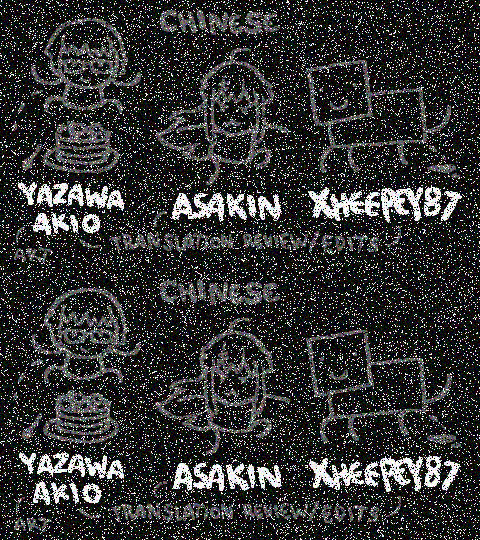 CHINESE
YAZAWA AKIO
ASAKIN
XHEEPEY87
ART
TRANSLATION REVIEW/EDITS
CHINESE
YAZAWA AKIO
ASAKIN
XHEEPEY87
ART
TRANSLATION REVIEW/EDITS